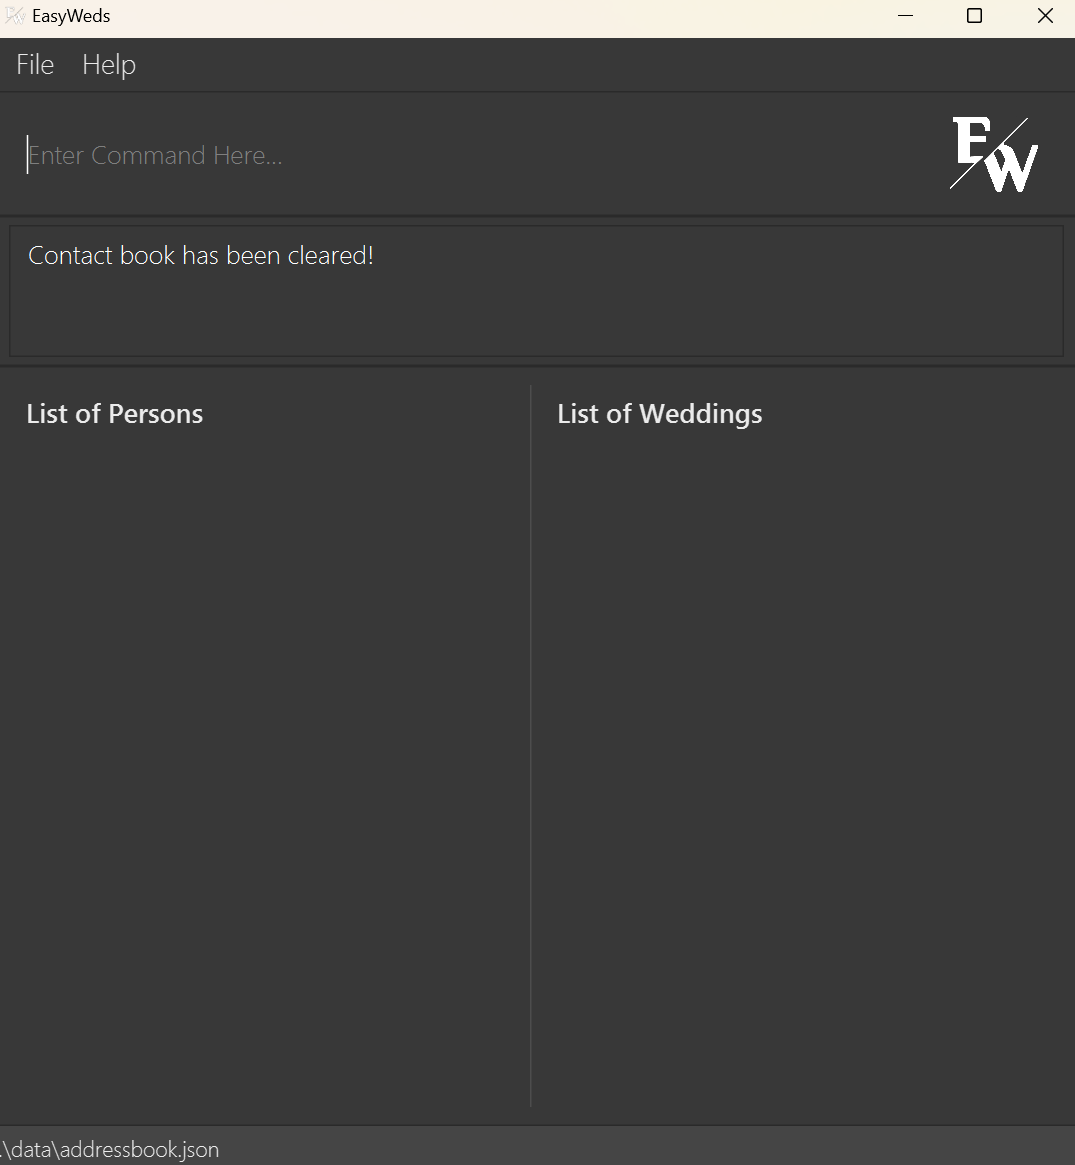 EasyWeds
File Help
Enter Command Here...
EW
Contact book has been cleared!
List of Persons
List of Weddings
.\data\addressbook.json